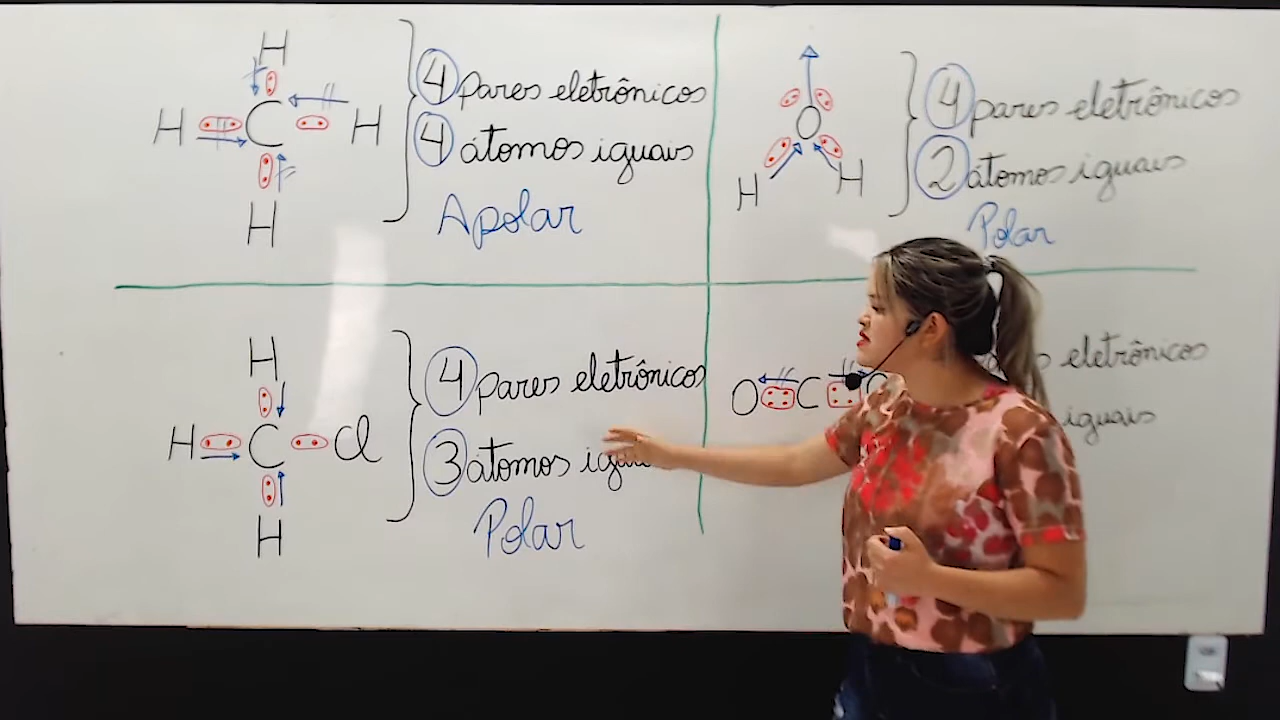 H
H C H
H
4 pares eletrônicos
4 átomos iguais
Apolar
O
H H
4 pares eletrônicos
2 átomos iguais
Polar
H
H C Cl
H
4 pares eletrônicos
3 átomos
Polar
O C
eletrônicos
iguais